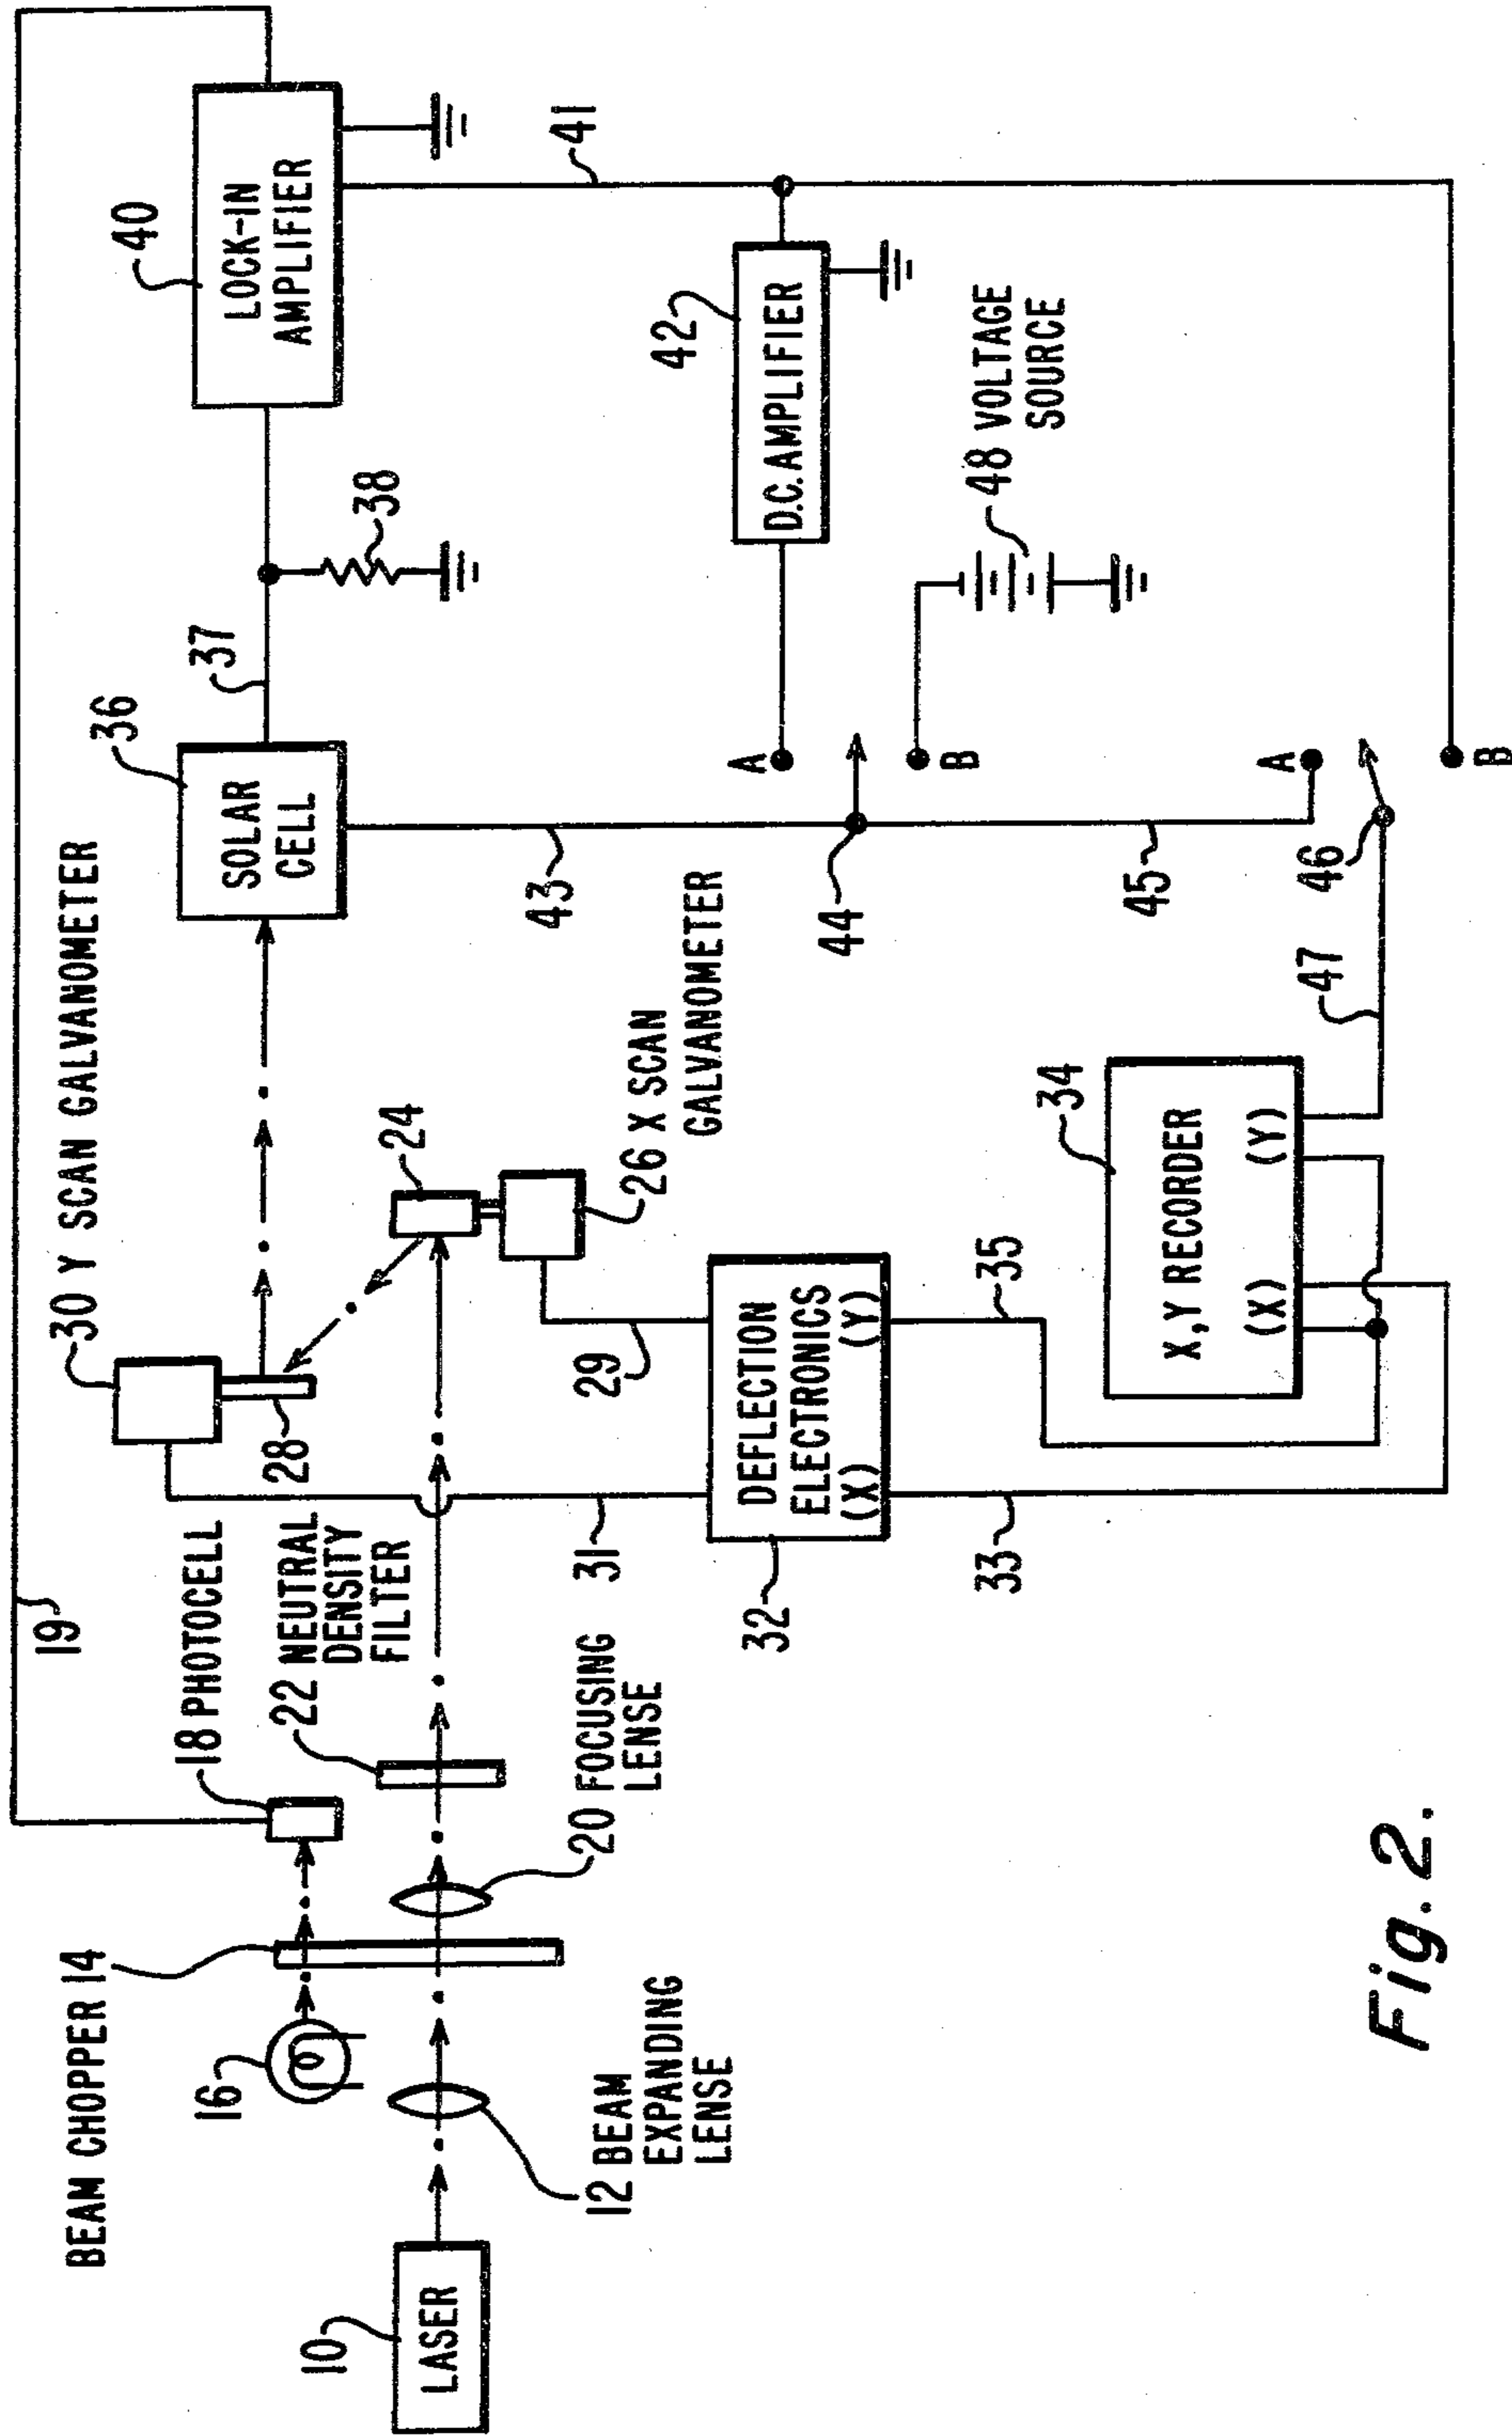 19
30 Y SCAN GALVANOMETER
36
SOLAR
CELL
37
38
40
LOCK-IN
AMPLIFIER
41
BEAM CHOPPER 14
16
18 PHOTOCELL
22 NEUTRAL
DENSITY
FILTER
28
24
26 X SCAN
GALVANOMETER
10
LASER
12 BEAM
EXPANDING
LENSE
20 FOCUSING
LENSE
31
29
32
DEFLECTION
ELECTRONICS
(X)
(Y)
33
35
34
X,Y RECORDER
(X)
(Y)
43
44
45
46
47
A
B
A
B
42
D.C. AMPLIFIER
48 VOLTAGE
SOURCE
Fig. 2.